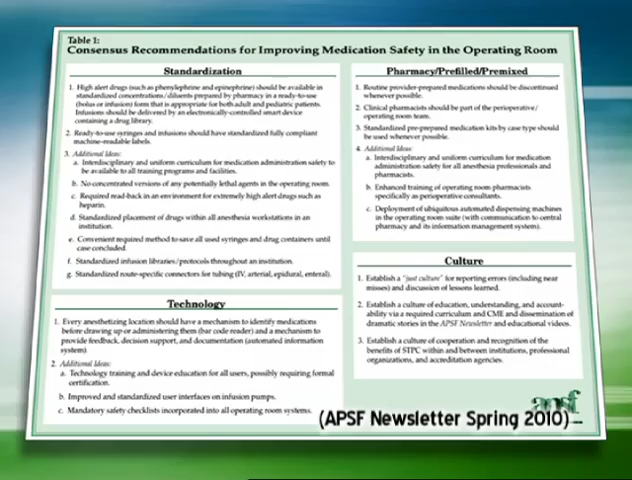 Table 1:
Consensus Recommendations for Improving Medication Safety in the Operating Room
Standardization
1. High alert drugs (such as phenylephrine and epinephrine) should be available in
standardized concentrations/diluents prepared by pharmacy in a ready-to-use
(bolus or infusion) form that is appropriate for both adult and pediatric patients.
Infusions should be delivered by an electronically-controlled smart device
containing a drug library.
2. Ready-to-use syringes and infusions should have standardized fully compliant
machine-readable labels.
3. Additional Ideas:
a. Interdisciplinary and uniform curriculum for medication administration safety to
be available to all training programs and facilities.
b. No concentrated versions of any potentially lethal agents in the operating room.
c. Required read-back in an environment for extremely high alert drugs such as
heparin.
d. Standardized placement of drugs within all anesthesia workstations in an
institution.
e. Convenient required method to save all used syringes and drug containers until
case concluded.
f. Standardized infusion libraries/protocols throughout an institution.
g. Standardized route-specific connectors for tubing (IV, arterial, epidural, enteral).
Technology
1. Every anesthetizing location should have a mechanism to identify medications
before drawing up or administering them (bar code reader) and a mechanism to
provide feedback, decision support, and documentation (automated information
system).
2. Additional Ideas:
a. Technology training and device education for all users, possibly requiring formal
certification.
b. Improved and standardized user interfaces on infusion pumps.
c. Mandatory safety checklists incorporated into all operating room systems.
Pharmacy/Prefilled/Premixed
1. Routine provider-prepared medications should be discontinued
whenever possible.
2. Clinical pharmacists should be part of the perioperative/
operating room team.
3. Standardized pre-prepared medication kits by case type should
be used whenever possible.
4. Additional Ideas:
a. Interdisciplinary and uniform curriculum for medication
administration safety for all anesthesia professionals and
pharmacists.
b. Enhanced training of operating room pharmacists
specifically as perioperative consultants.
c. Deployment of ubiquitous automated dispensing machines
in the operating room suite (with communication to central
pharmacy and its information management system).
Culture
1. Establish a "just culture" for reporting errors (including near
misses) and discussion of lessons learned.
2. Establish a culture of education, understanding, and account-
ability via a required curriculum and CME and dissemination of
dramatic stories in the APSF Newsletter and educational videos.
3. Establish a culture of cooperation and recognition of
the benefits of STPC within and between institutions, professional
organizations, and accreditation agencies.
apsf
(APSF Newsletter Spring 2010)